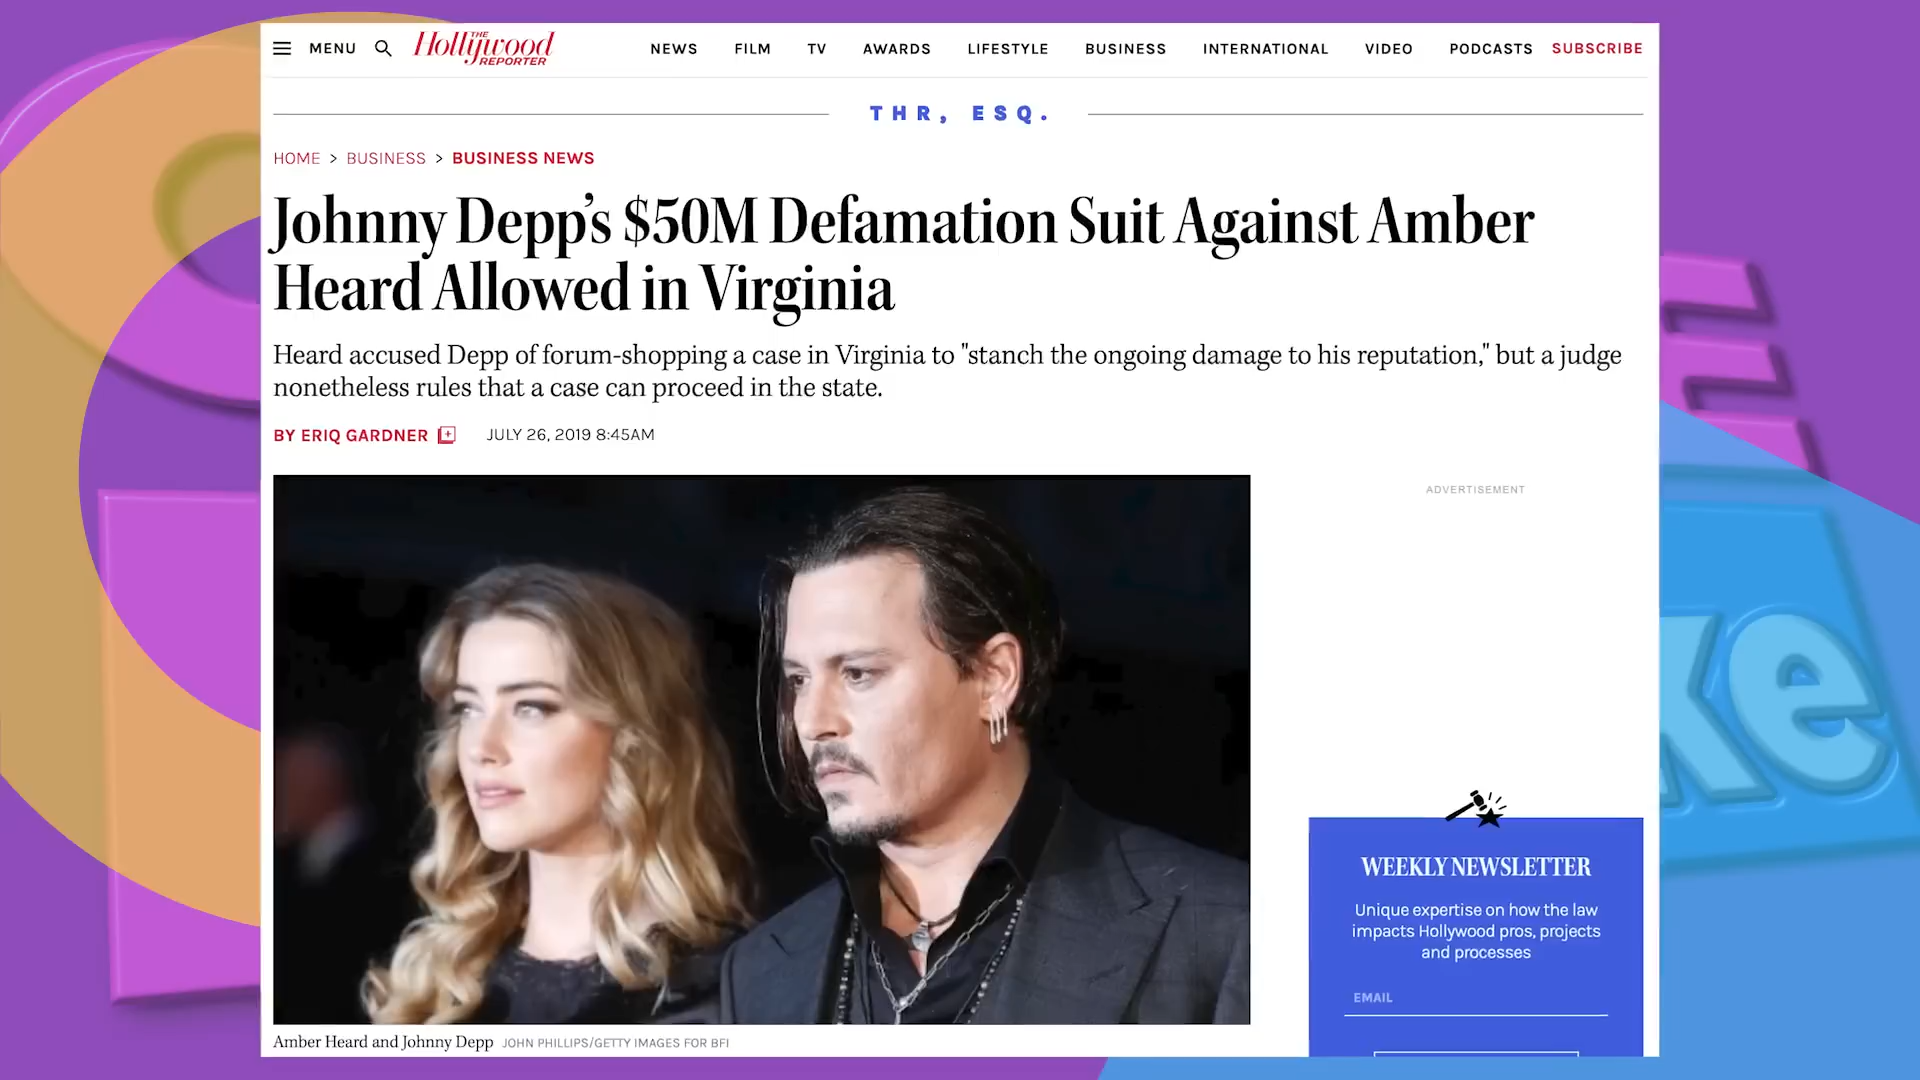 MENU
THE
Hollywood
REPORTER
NEWS FILM TV AWARDS LIFESTYLE BUSINESS INTERNATIONAL VIDEO PODCASTS SUBSCRIBE
THR, ESQ.
HOME > BUSINESS > BUSINESS NEWS
Johnny Depp's $50M Defamation Suit Against Amber
Heard Allowed in Virginia
Heard accused Depp of forum-shopping a case in Virginia to "stanch the ongoing damage to his reputation," but a judge
nonetheless rules that a case can proceed in the state.
BY ERIQ GARDNER JULY 26, 2019 8:45AM
ADVERTISEMENT
WEEKLY NEWSLETTER
Unique expertise on how the law
impacts Hollywood pros, projects
and processes
EMAIL
Amber Heard and Johnny Depp JOHN PHILLIPS/GETTY IMAGES FOR BFI